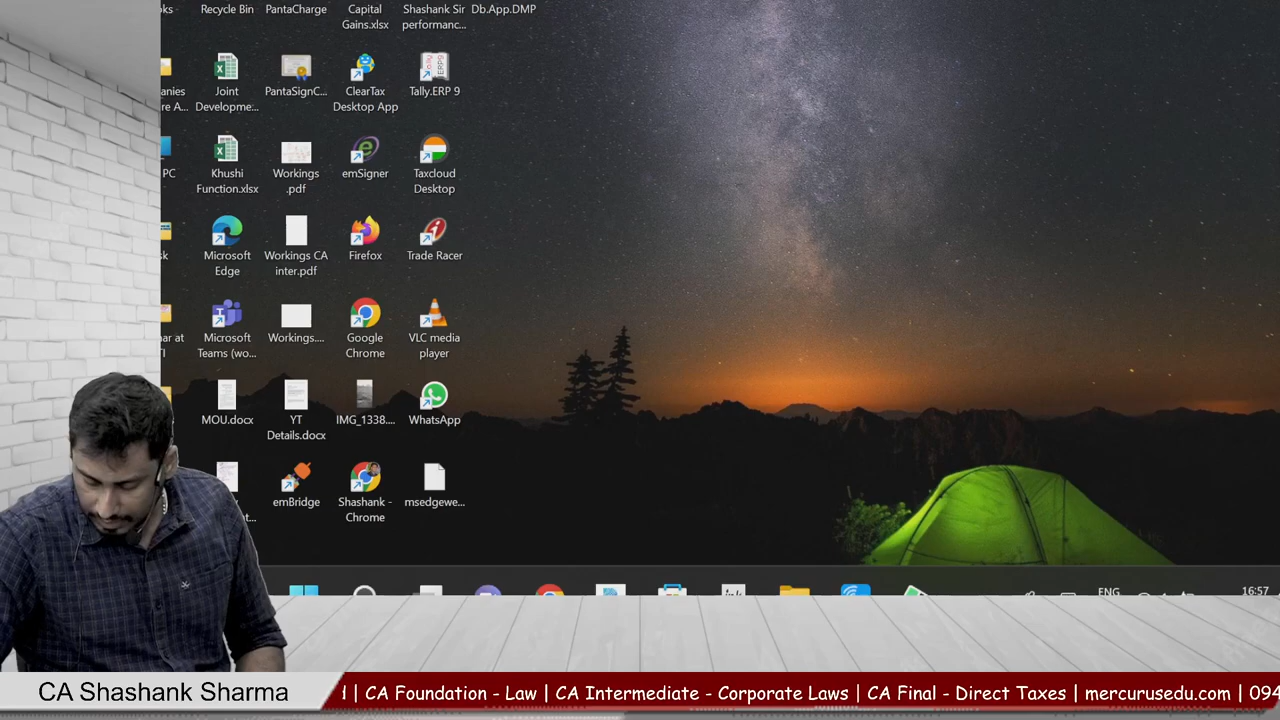 Recycle Bin
PantaCharge
Capital
Gains.xlsx
Shashank Sir
performanc...
Db.App.DMP
Joint
Developme...
PantaSignC...
ClearTax
Desktop App
Tally.ERP 9
PC
Khushi
Function.xlsx
Workings
.pdf
emSigner
Taxcloud
Desktop
Microsoft
Edge
Workings CA
inter.pdf
Firefox
Trade Racer
Microsoft
Teams (wo...
Workings....
Google
Chrome
VLC media
player
MOU.docx
YT
Details.docx
IMG_1338....
WhatsApp
emBridge
Shashank -
Chrome
msedgewe...
ENG
16:57
CA Shashank Sharma
| CA Foundation - Law | CA Intermediate - Corporate Laws | CA Final - Direct Taxes | mercurusedu.com | 094